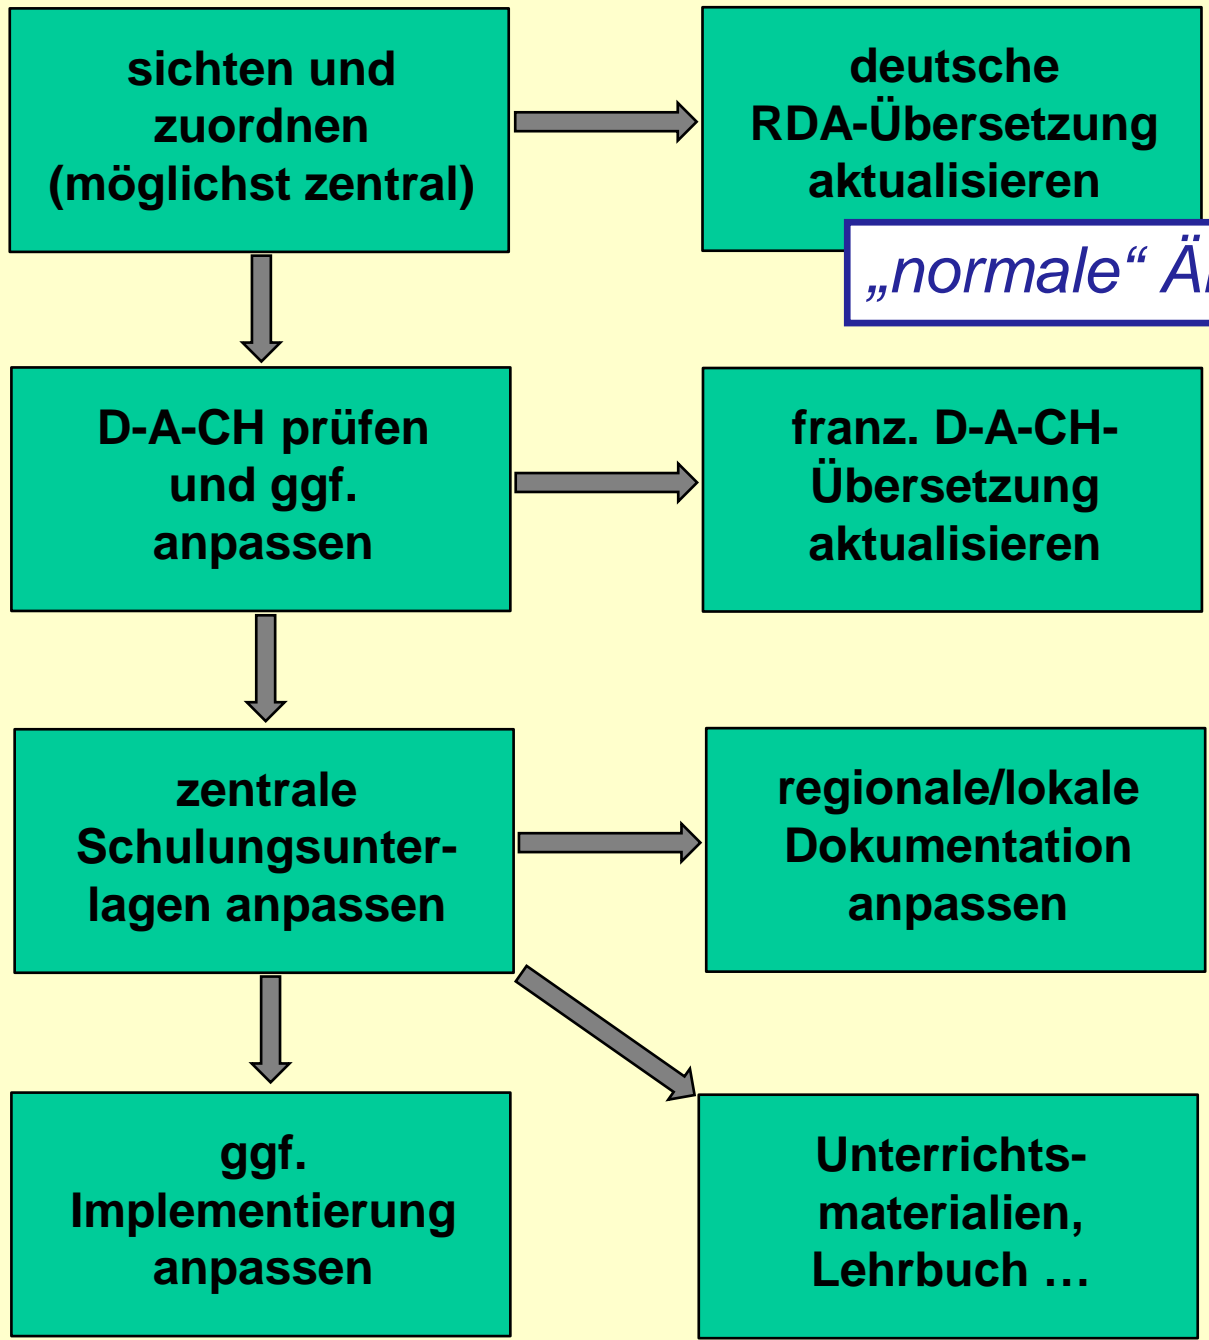 sichten und
zuordnen
(möglichst zentral)
deutsche
RDA-Übersetzung
aktualisieren
„normale“
D-A-CH prüfen
und ggf.
anpassen
franz. D-A-CH-
Übersetzung
aktualisieren
zentrale
Schulungsunter-
lagen anpassen
regionale/lokale
Dokumentation
anpassen
ggf.
Implementierung
anpassen
Unterrichts-
materialien,
Lehrbuch …